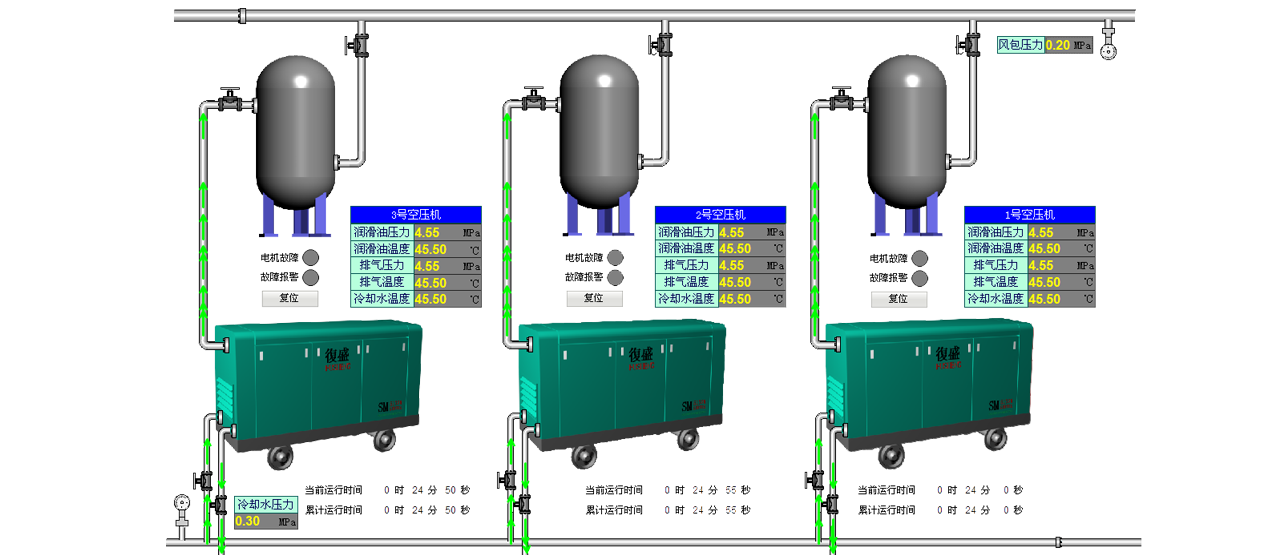 风包压力 0.20 MPa
3号空压机
润滑油压力 4.55 MPa
润滑油温度 45.50 ℃
排气压力 4.55 MPa
排气温度 45.50 ℃
冷却水温度 45.50 ℃
电机故障
故障报警
复位
2号空压机
润滑油压力 4.55 MPa
润滑油温度 45.50 ℃
排气压力 4.55 MPa
排气温度 45.50 ℃
冷却水温度 45.50 ℃
电机故障
故障报警
复位
1号空压机
润滑油压力 4.55 MPa
润滑油温度 45.50 ℃
排气压力 4.55 MPa
排气温度 45.50 ℃
冷却水温度 45.50 ℃
电机故障
故障报警
复位
復盛
SM
復盛
SM
復盛
SM
当前运行时间 0 时 24 分 50 秒
累计运行时间 0 时 24 分 50 秒
当前运行时间 0 时 24 分 55 秒
累计运行时间 0 时 24 分 55 秒
当前运行时间 0 时 24 分 0 秒
累计运行时间 0 时 24 分 0 秒
冷却水压力
0.30 MPa